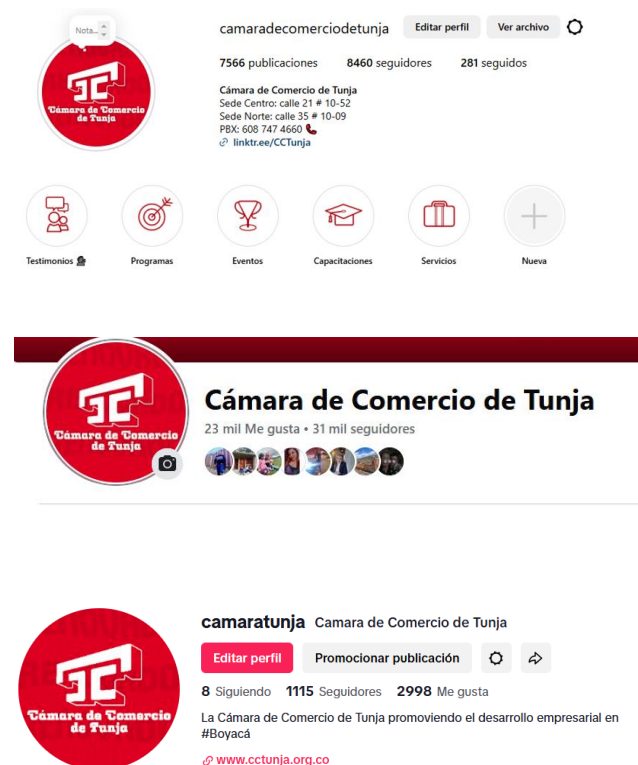 Nota...
camaradecomerciodetunja Editar perfil Ver archivo
7566 publicaciones 8460 seguidores 281 seguidos
Cámara de Comercio de Tunja
Sede Centro: calle 21 # 10-52
Sede Norte: calle 35 # 10-09
PBX: 608 747 4660
linktr.ee/CCTunja
Cámara de Comercio
de Tunja
Testimonios Programas Eventos Capacitaciones Servicios Nueva
Cámara de Comercio de Tunja
23 mil Me gusta • 31 mil seguidores
Cámara de Comercio
de Tunja
camaratunja Camara de Comercio de Tunja
Editar perfil Promocionar publicación
8 Siguiendo 1115 Seguidores 2998 Me gusta
La Cámara de Comercio de Tunja promoviendo el desarrollo empresarial en
#Boyacá
www.cctunja.org.co
Cámara de Comercio
de Tunja